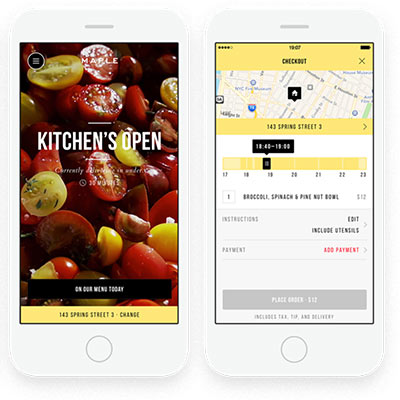 MAPLE
KITCHEN'S OPEN
Currently delivering in under
30 MINUTES
ON OUR MENU TODAY
143 SPRING STREET 3 · CHANGE
19:07
CHECKOUT
NYC Fire Museum
House Museum
143 SPRING STREET 3
18:40–19:00
17 18 19 20 21 22 23
1 BROCCOLI, SPINACH & PINE NUT BOWL $12
INSTRUCTIONS EDIT
INCLUDE UTENSILS
PAYMENT ADD PAYMENT
PLACE ORDER · $12
INCLUDES TAX, TIP, AND DELIVERY